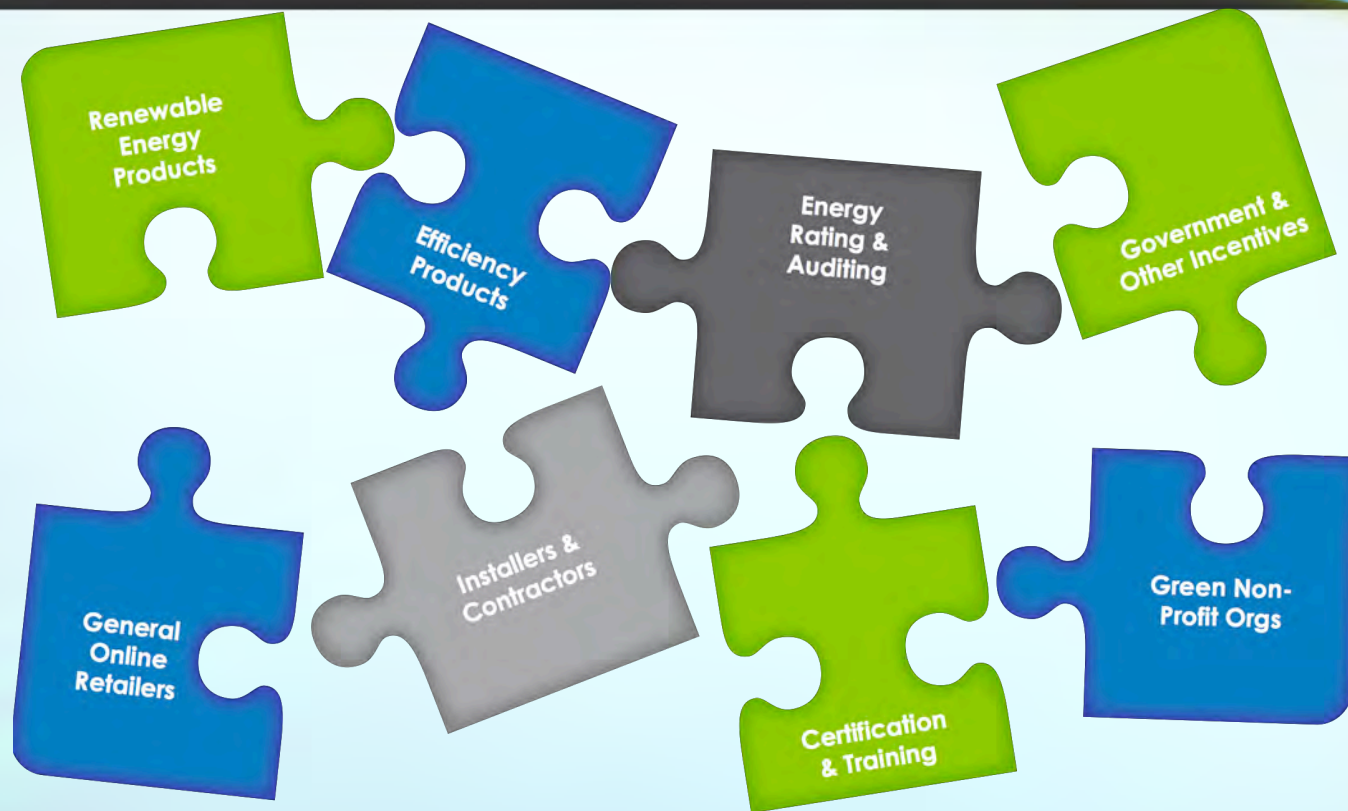 Renewable
Energy
Products
Efficiency
Products
Energy
Rating &
Auditing
Government &
Other Incentives
General
Online
Retailers
Installers &
Contractors
Certification
& Training
Green Non-
Profit Orgs